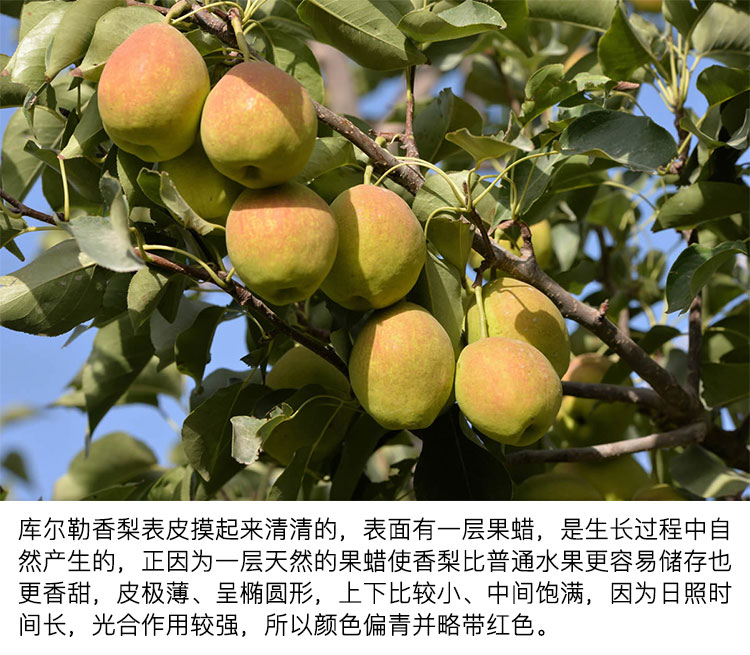 库尔勒香梨表皮摸起来清清的，表面有一层果蜡，是生长过程中自
然产生的，正因为一层天然的果蜡使香梨比普通水果更容易储存也
更香甜，皮极薄、呈椭圆形，上下比较小、中间饱满，因为日照时
间长，光合作用较强，所以颜色偏青并略带红色。